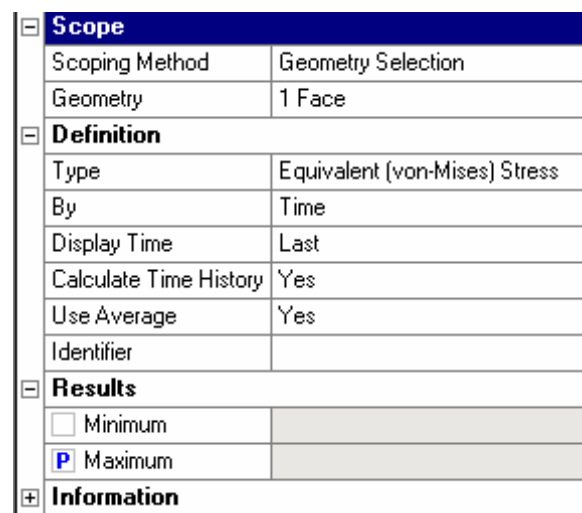 Scope
Scoping Method Geometry Selection
Geometry 1 Face
Definition
Type Equivalent (von-Mises) Stress
By Time
Display Time Last
Calculate Time History Yes
Use Average Yes
Identifier
Results
Minimum
P Maximum
Information